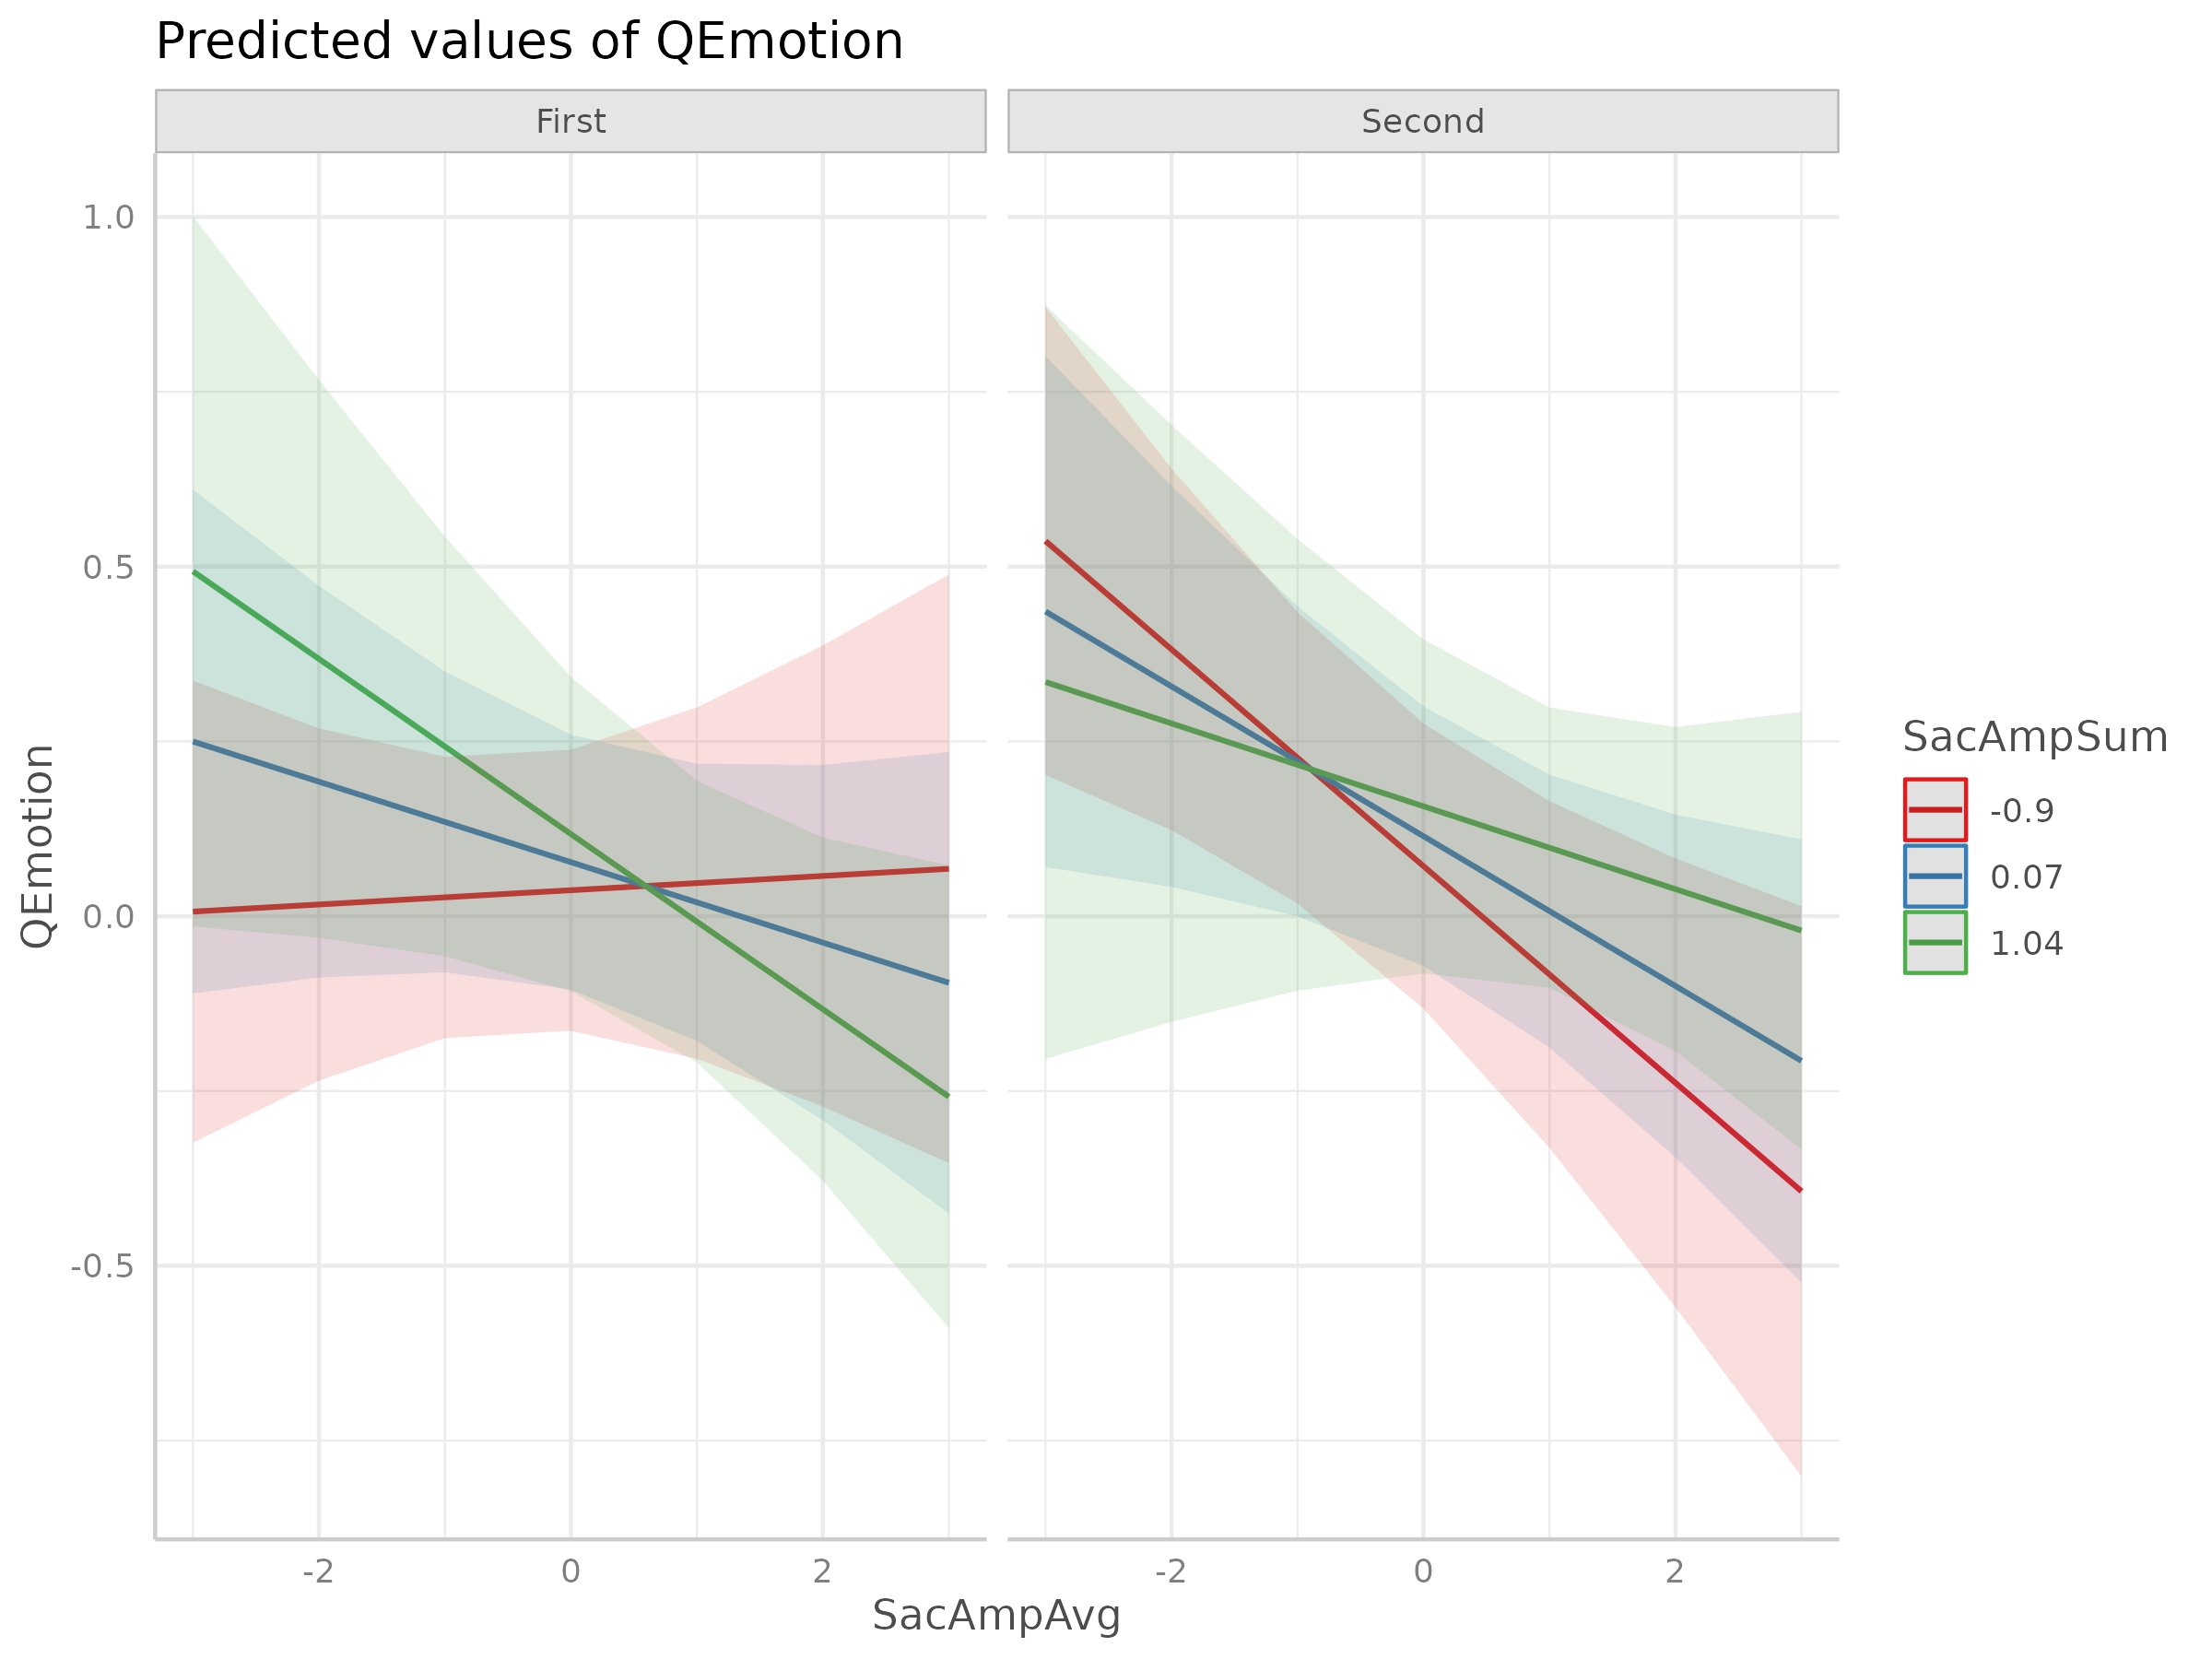 Predicted values of QEmotion
First
Second
1.0
0.5
0.0
-0.5
QEmotion
-2
0
2
-2
0
2
SacAmpAvg
SacAmpSum
-0.9
0.07
1.04